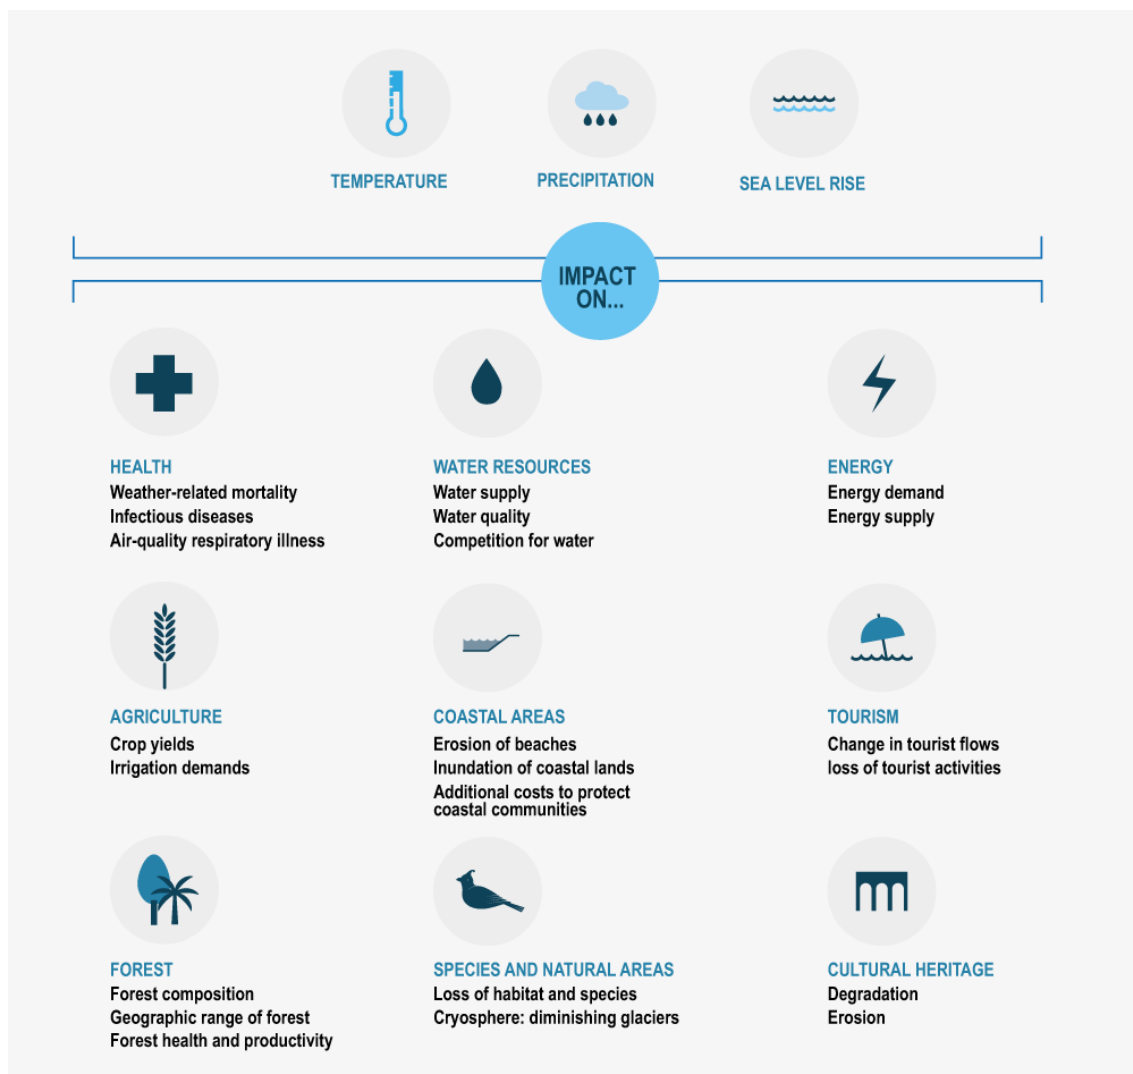 TEMPERATURE
PRECIPITATION
SEA LEVEL RISE
IMPACT
ON...
HEALTH
Weather-related mortality
Infectious diseases
Air-quality respiratory illness
WATER RESOURCES
Water supply
Water quality
Competition for water
ENERGY
Energy demand
Energy supply
AGRICULTURE
Crop yields
Irrigation demands
COASTAL AREAS
Erosion of beaches
Inundation of coastal lands
Additional costs to protect
coastal communities
TOURISM
Change in tourist flows
loss of tourist activities
FOREST
Forest composition
Geographic range of forest
Forest health and productivity
SPECIES AND NATURAL AREAS
Loss of habitat and species
Cryosphere: diminishing glaciers
CULTURAL HERITAGE
Degradation
Erosion